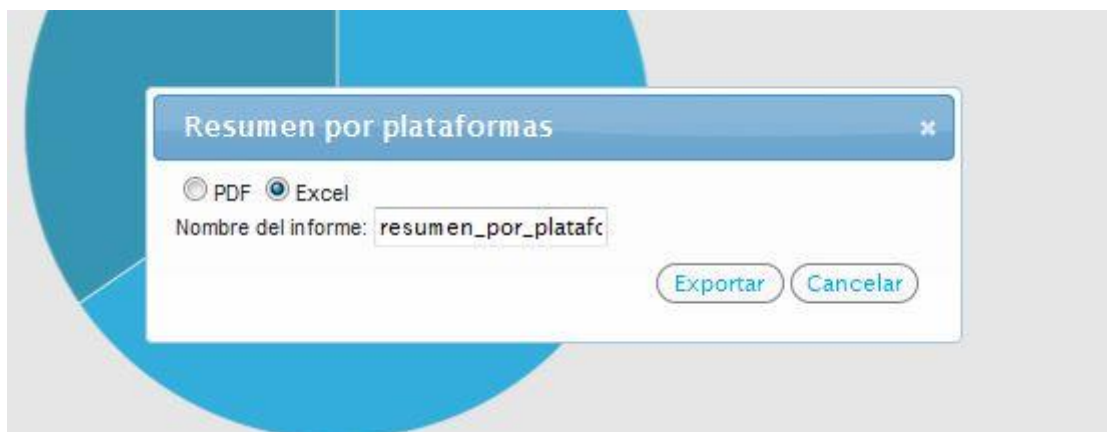 Resumen por plataformas
PDF Excel
Nombre del informe: resumen_por_platafc
Exportar Cancelar